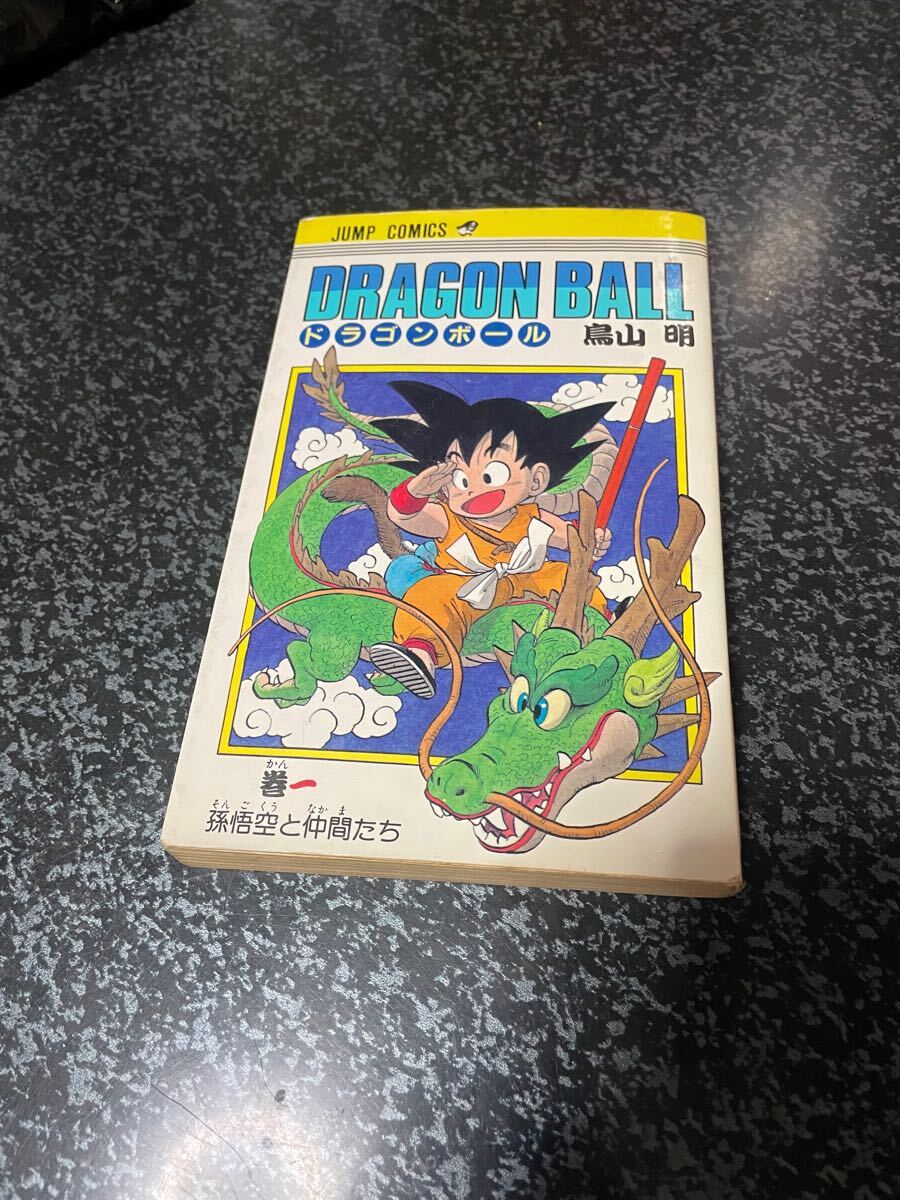 JUMP COMICS
DRAGON BALL
ドラゴンボール 鳥山 明
かん
巻一
そんごくう なかま
孫悟空と仲間たち